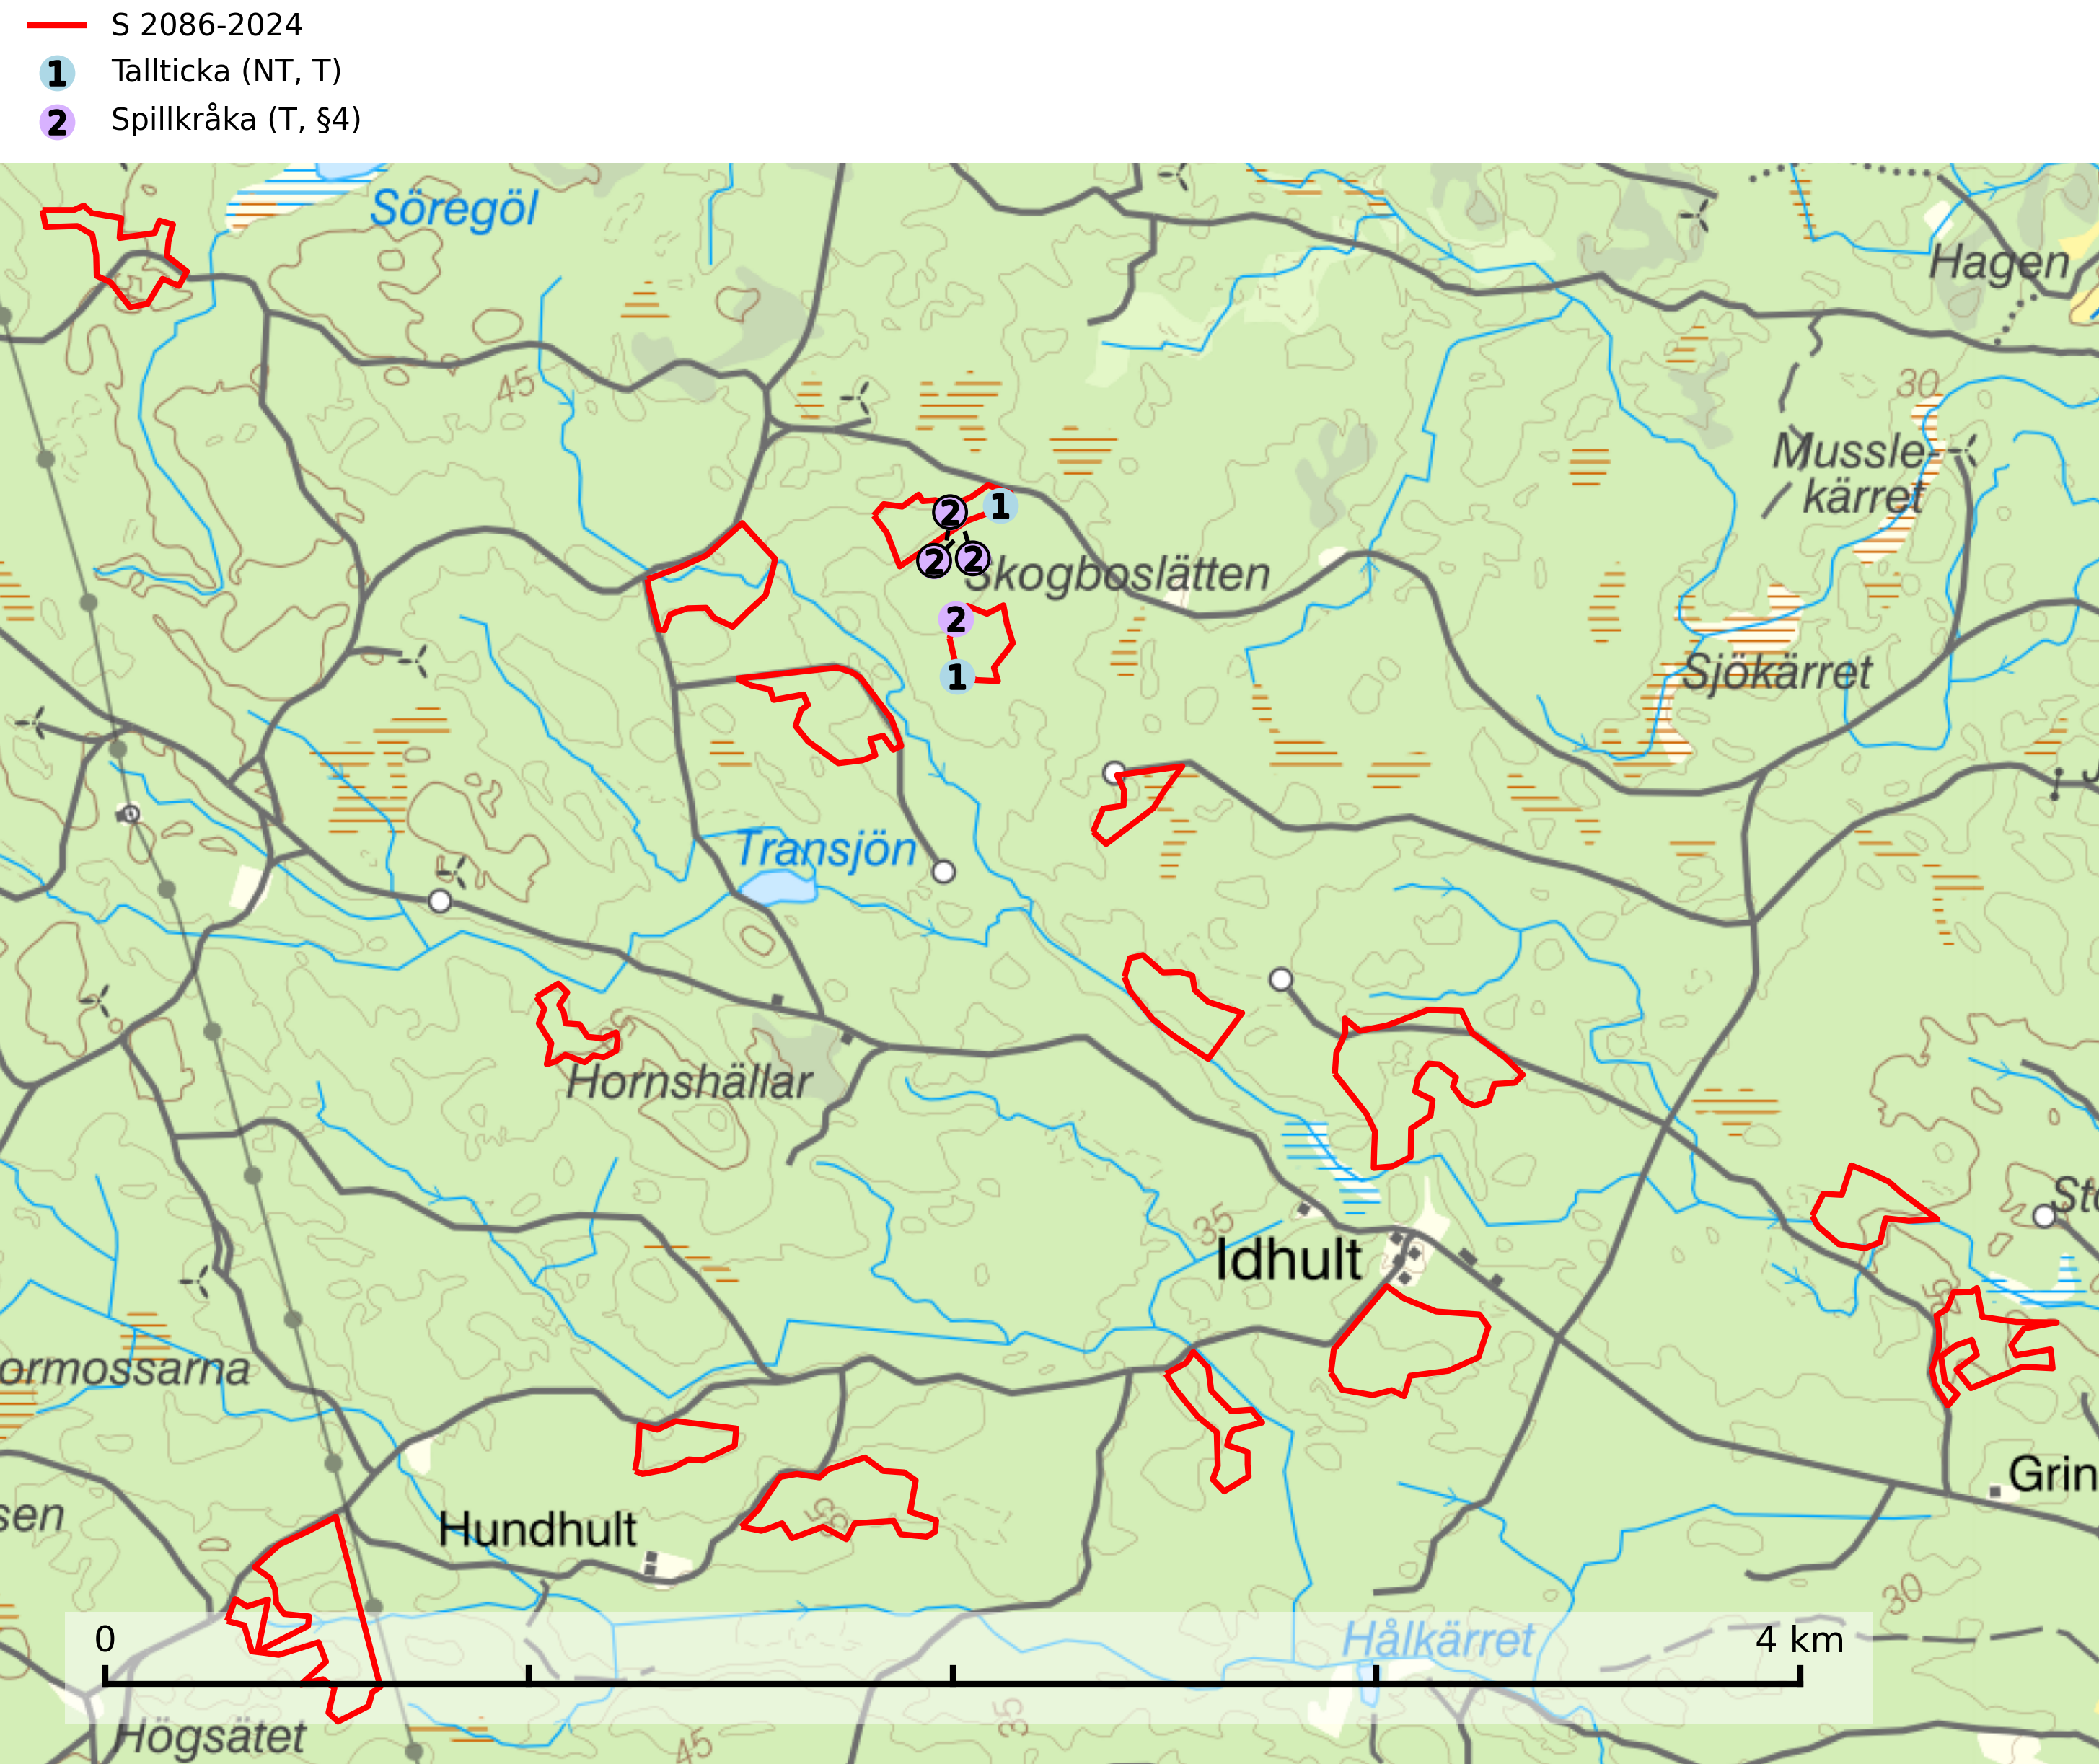 S 2086-2024
1 Tallticka (NT, T)
2 Spillkråka (T, §4)
Söregöl
Hagen
45
30
Mussle-
kärret
2 1
2 2
Skogboslätten
2
1
Sjökärret
Transjön
Hornshällar
35
Idhult
ormossarna
Grin
sen
Hundhult
30
0
4 km
Hålkärret
Högsätet
35
45